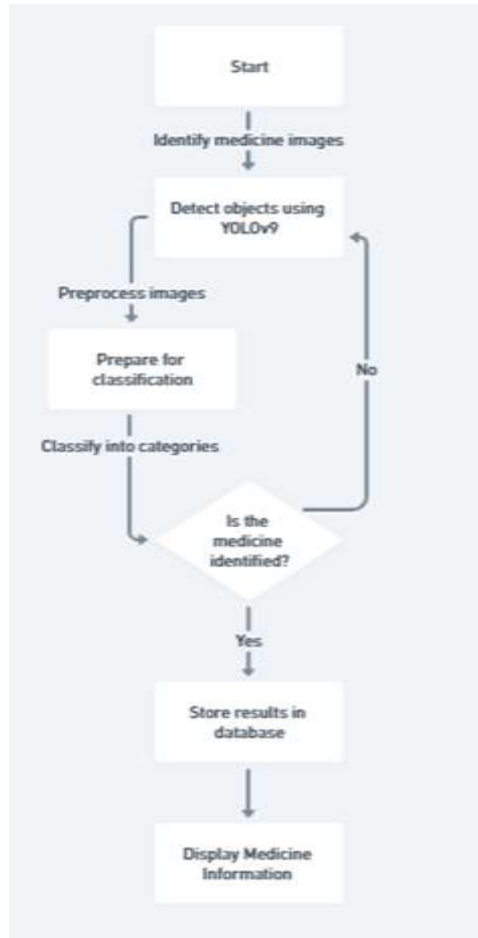 Start
Identify medicine images
Detect objects using
YOLOv9
Preprocess images
Prepare for
classification
No
Classify into categories
Is the
medicine
identified?
Yes
Store results in
database
Display Medicine
Information